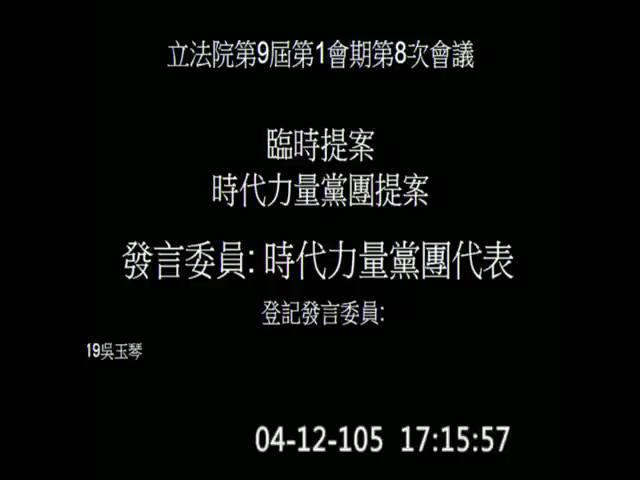 立法院第9屆第1會期第8次會議
臨時提案
時代力量黨團提案
發言委員: 時代力量黨團代表
登記發言委員:
19吳玉琴
04-12-105 17:15:57